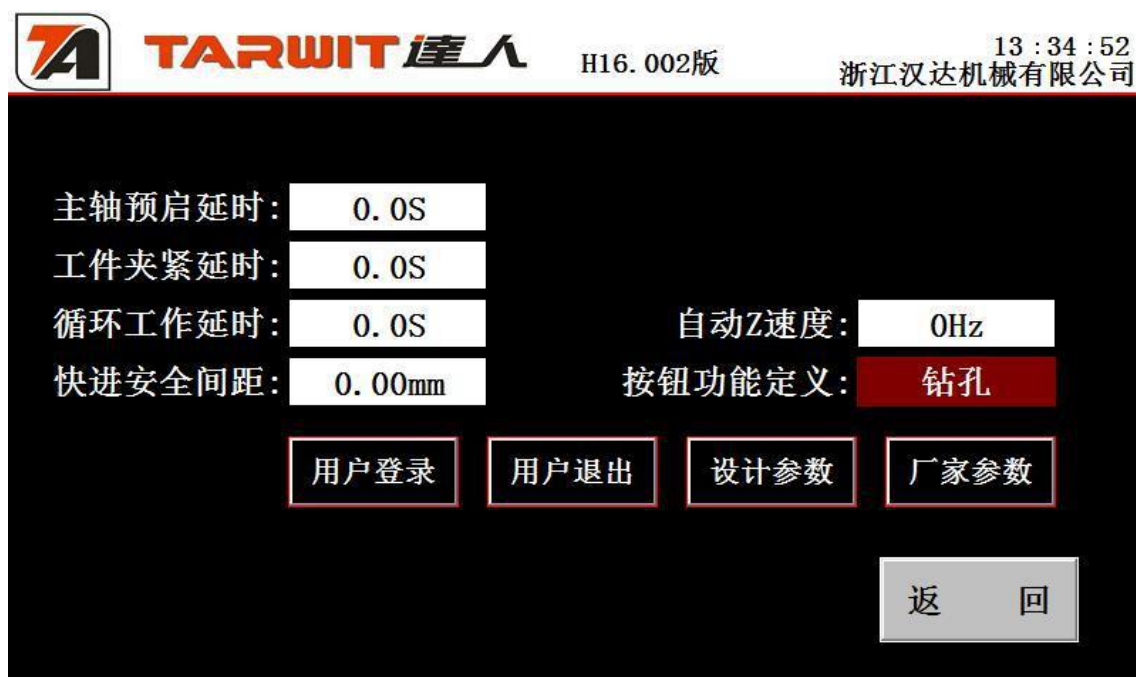 TA TARWIT達人 H16.002版 13:34:52
浙江汉达机械有限公司
主轴预启延时: 0.0S
工件夹紧延时: 0.0S
循环工作延时: 0.0S 自动Z速度: 0Hz
快进安全间距: 0.00mm 按钮功能定义: 钻孔
用户登录 用户退出 设计参数 厂家参数
返 回